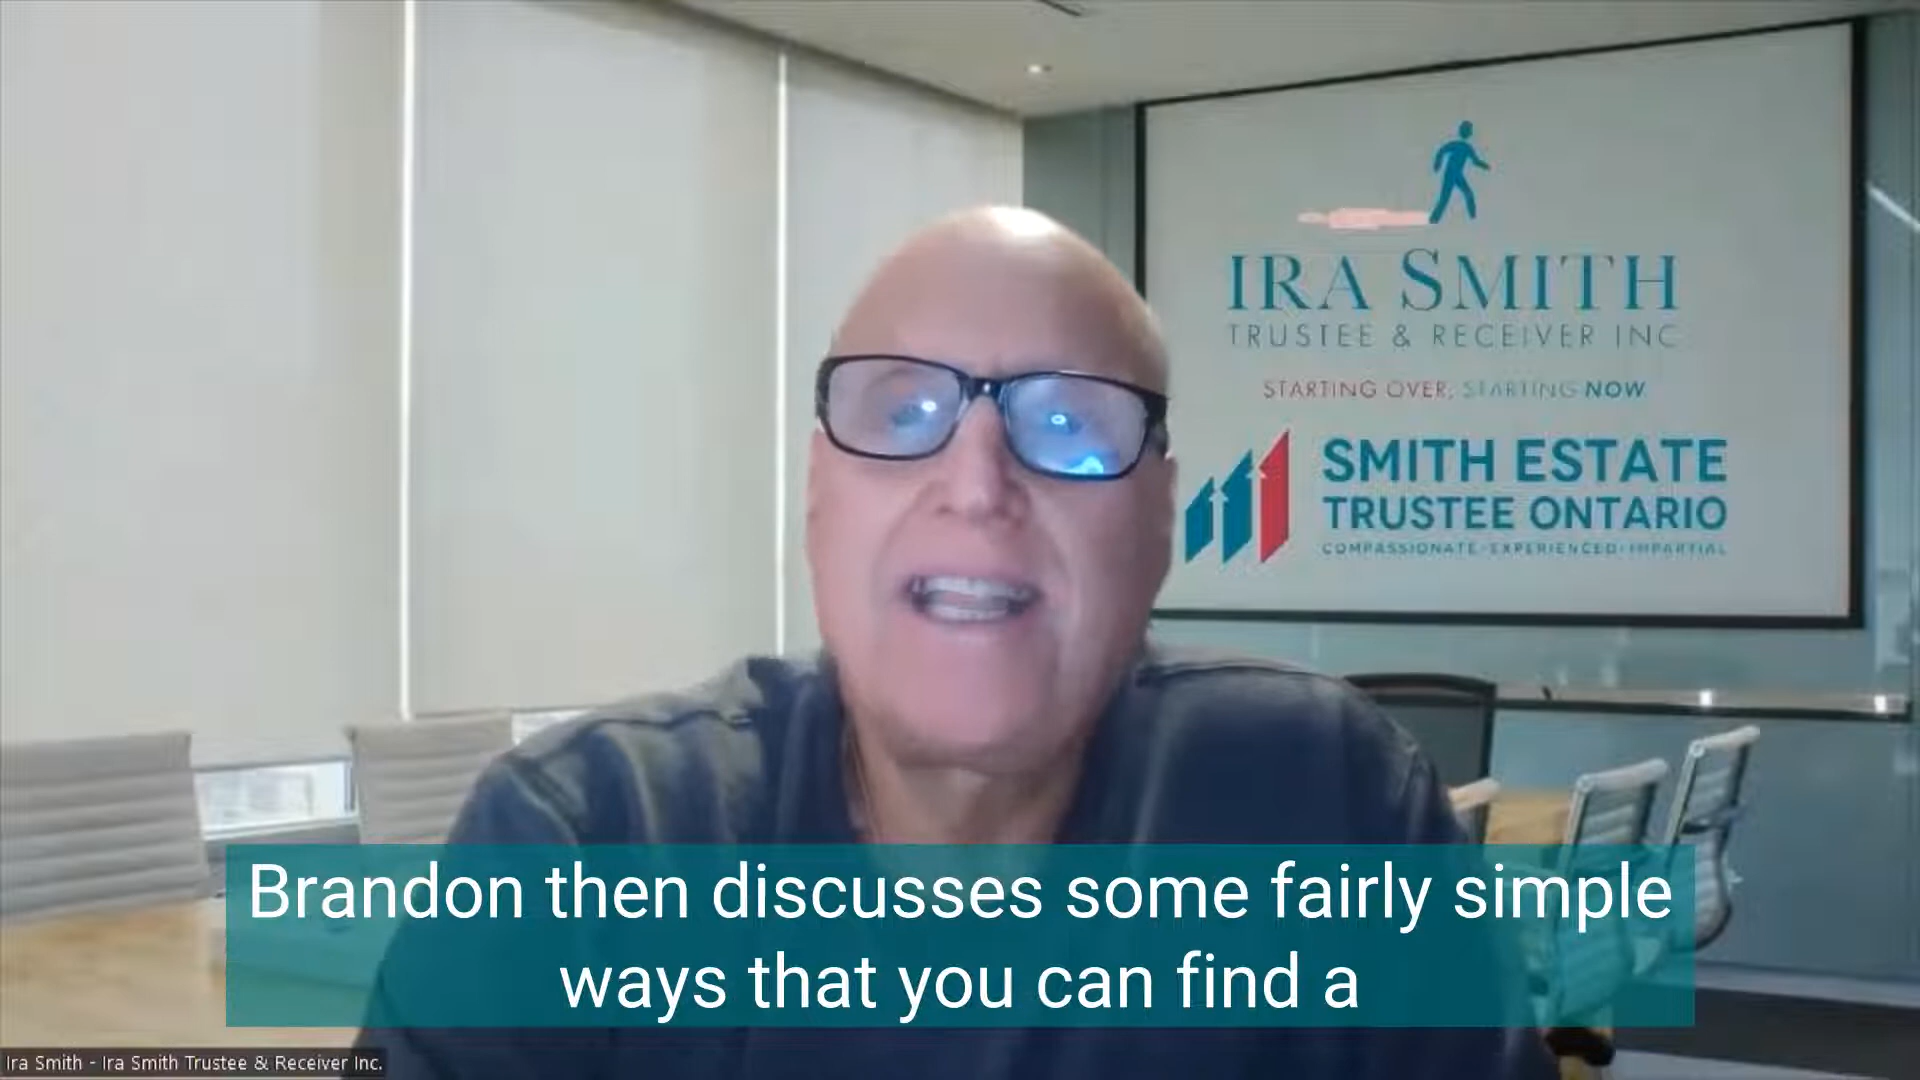 IRA SMITH
TRUSTEE & RECEIVER INC
STARTING OVER, STARTING NOW
SMITH ESTATE
TRUSTEE ONTARIO
COMPASSIONATE·EXPERIENCED·IMPARTIAL
Brandon then discusses some fairly simple
ways that you can find a
Ira Smith - Ira Smith Trustee & Receiver Inc.